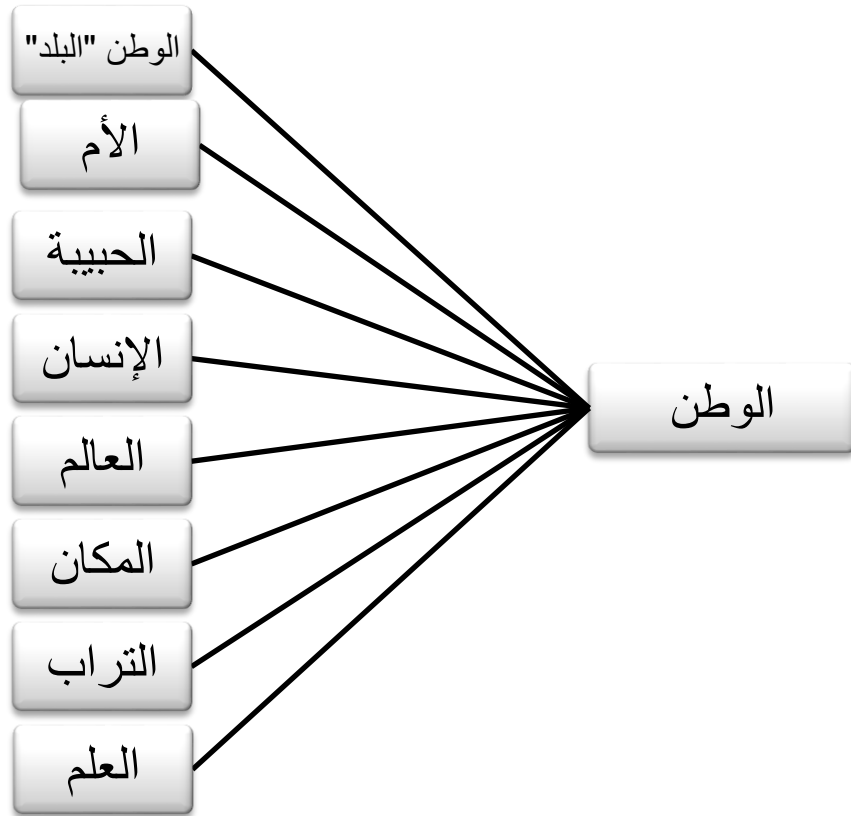 الوطن
الوطن "البلد"
الأم
الحبيبة
الإنسان
العالم
المكان
التراب
العلم